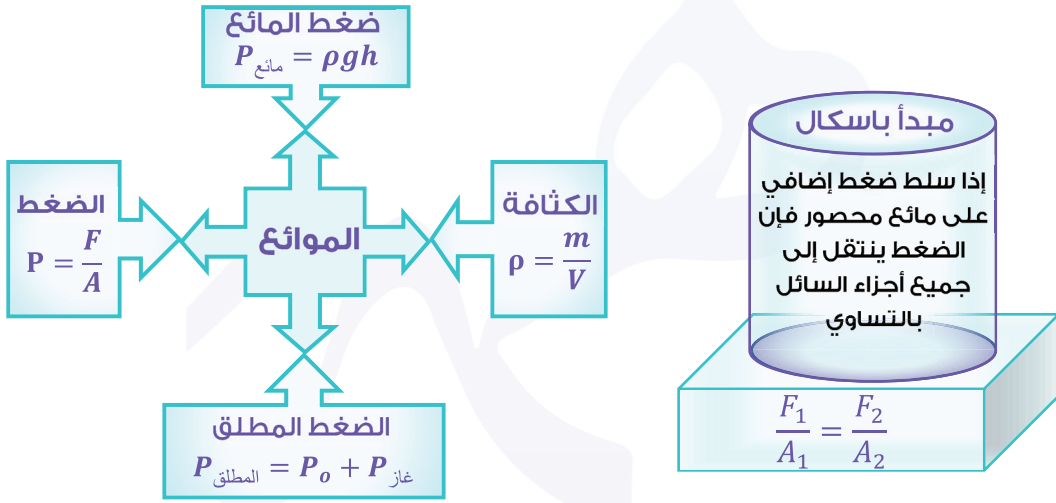 ضغط المائع
P مائع = ρgh
الكثافة
ρ = m/V
الموائع
الضغط
P = F/A
الضغط المطلق
P المطلق = Pₒ + P غاز
مبدأ باسكال
إذا سلط ضغط إضافي
على مائع محصور فإن
الضغط ينتقل إلى
جميع أجزاء السائل
بالتساوي
F₁/A₁ = F₂/A₂